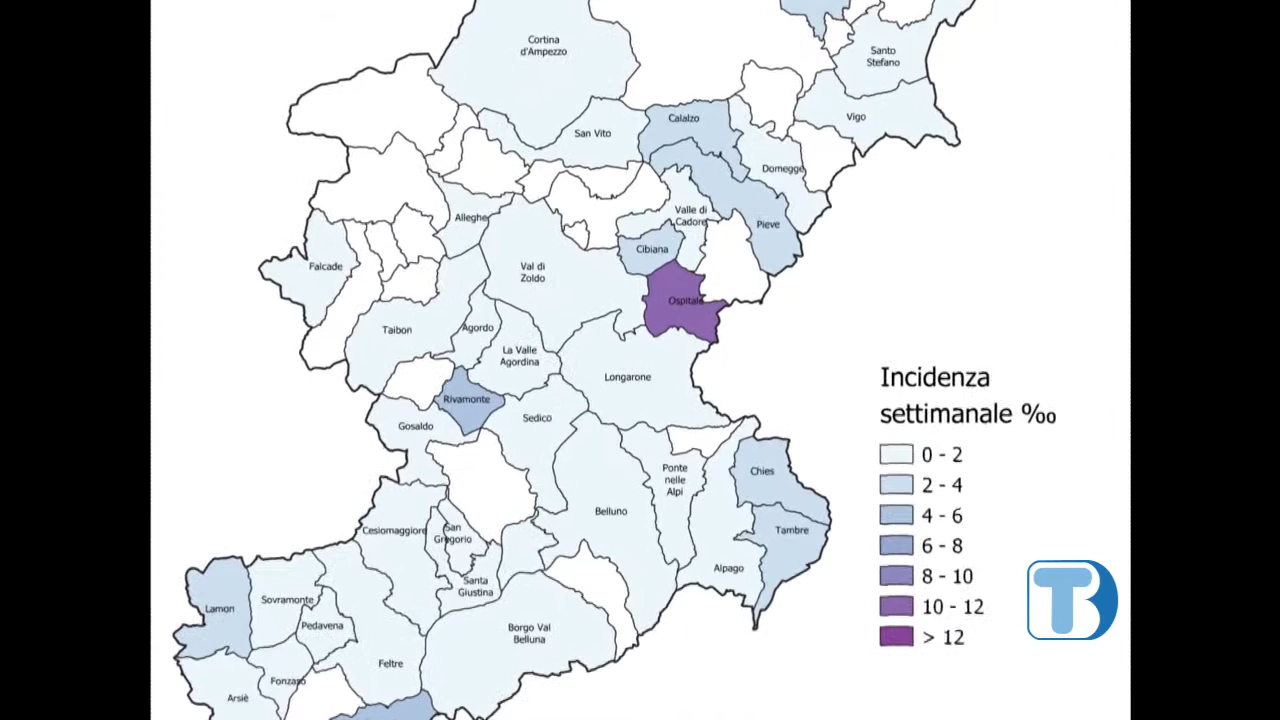 Cortina
d'Ampezzo
Santo
Stefano
Calalzo
Vigo
San Vito
Domegge
Alleghe
Valle di
Cadore
Pieve
Cibiana
Falcade
Val di
Zoldo
Ospitale
Taibon
Agordo
La Valle
Agordina
Longarone
Rivamonte
Sedico
Gosaldo
Ponte
nelle
Alpi
Chies
Belluno
Cesiomaggiore
San
Gregorio
Tambre
Alpago
Santa
Giustina
Lamon
Sovramonte
Pedavena
Borgo Val
Belluna
Feltre
Fonzaso
Arsiè
Incidenza
settimanale ‰
0 - 2
2 - 4
4 - 6
6 - 8
8 - 10
10 - 12
> 12
TB